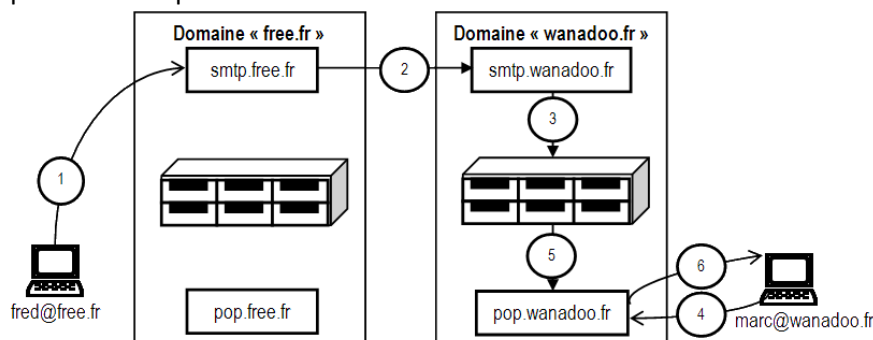 Domaine « free.fr »
Domaine « wanadoo.fr »
smtp.free.fr
2
smtp.wanadoo.fr
3
1
5
6
fred@free.fr
pop.free.fr
pop.wanadoo.fr
4
marc@wanadoo.fr